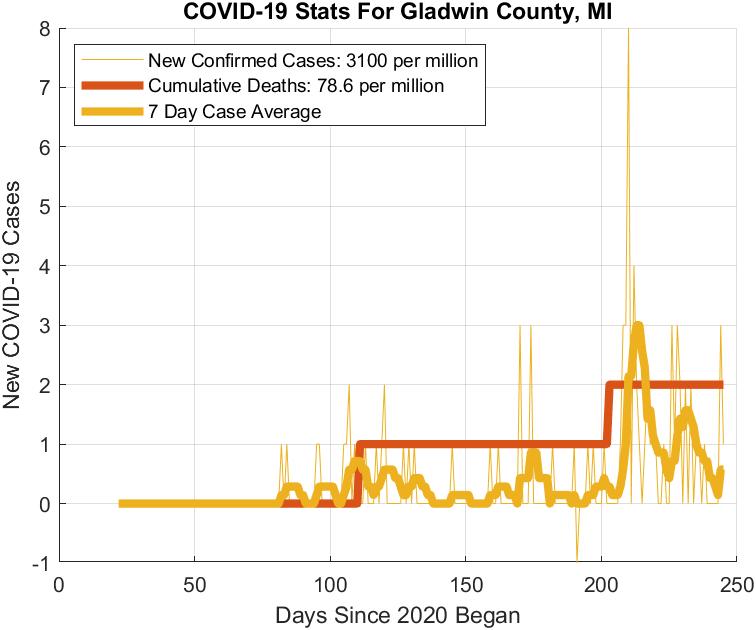 COVID-19 Stats For Gladwin County, MI
New Confirmed Cases: 3100 per million
Cumulative Deaths: 78.6 per million
7 Day Case Average
New COVID-19 Cases
8
7
6
5
4
3
2
1
0
-1
0 50 100 150 200 250
Days Since 2020 Began